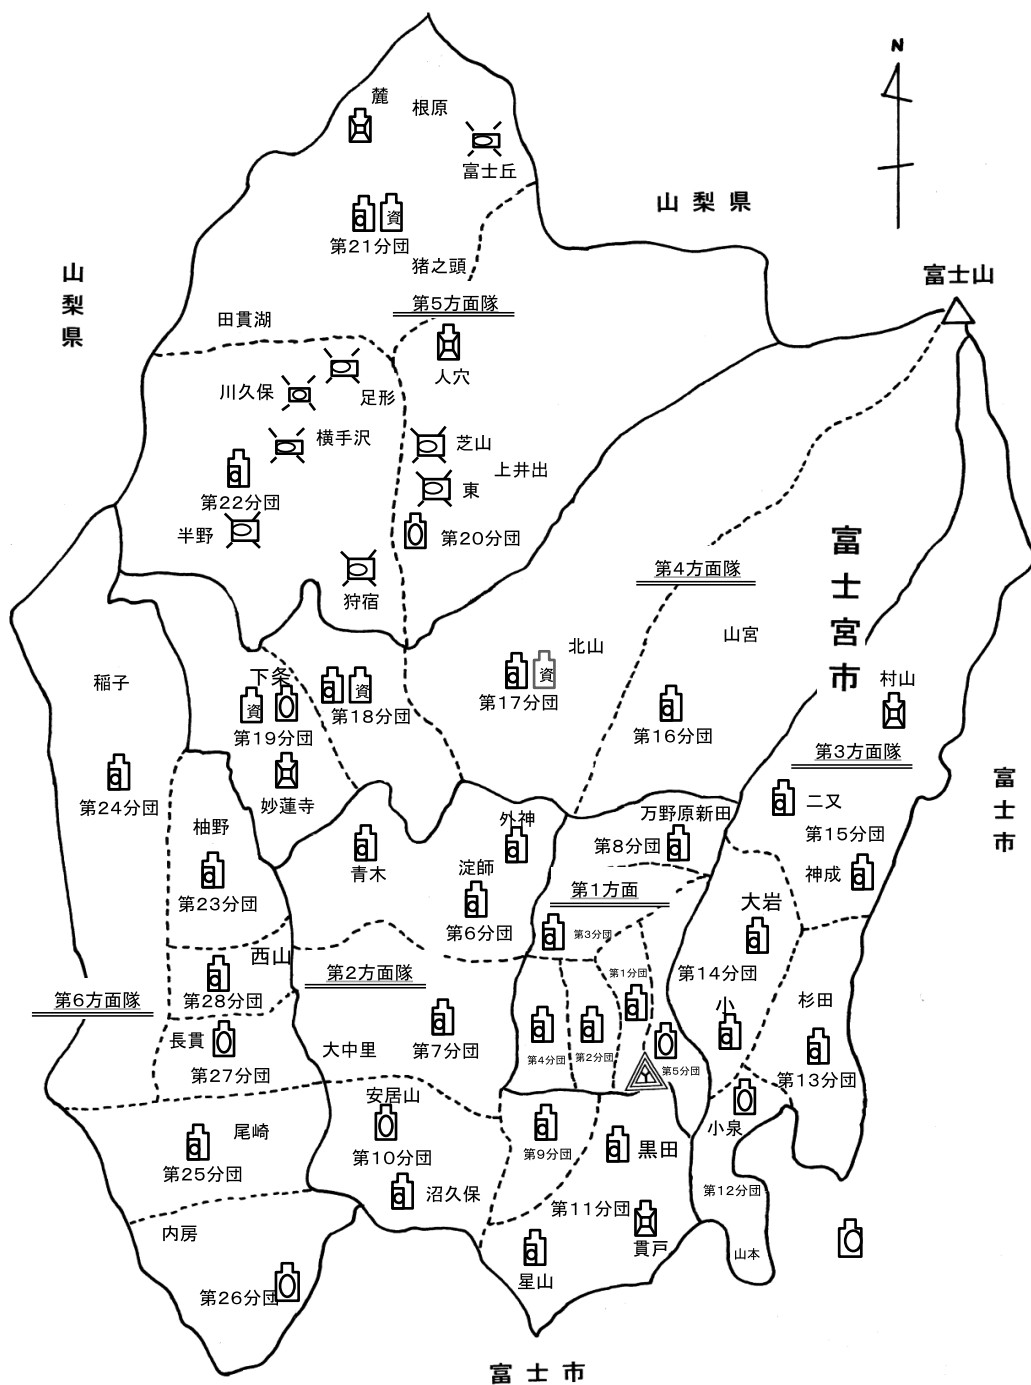 N
麓
根原
富士丘
山梨県
資
第21分団
猪之頭
山梨県
富士山
第5方面隊
田貫湖
人穴
川久保
足形
横手沢
芝山
上井出
東
第22分団
半野
第20分団
狩宿
第4方面隊
富士宮市
山宮
北山
稲子
下条
資
資
資
村山
第18分団
第17分団
第16分団
第19分団
第3方面隊
妙蓮寺
富士市
第24分団
二又
柚野
外神
万野原新田
第15分団
青木
淀師
第8分団
神成
第23分団
第1方面
大岩
第6分団
第3分団
西山
第2方面隊
第1分団
第14分団
第28分団
第6方面隊
小
杉田
長貫
大中里
第7分団
第4分団
第2分団
第5分団
第27分団
第13分団
安居山
尾崎
小泉
第25分団
第10分団
第9分団
黒田
沼久保
第12分団
第11分団
内房
貫戸
山本
星山
第26分団
富士市